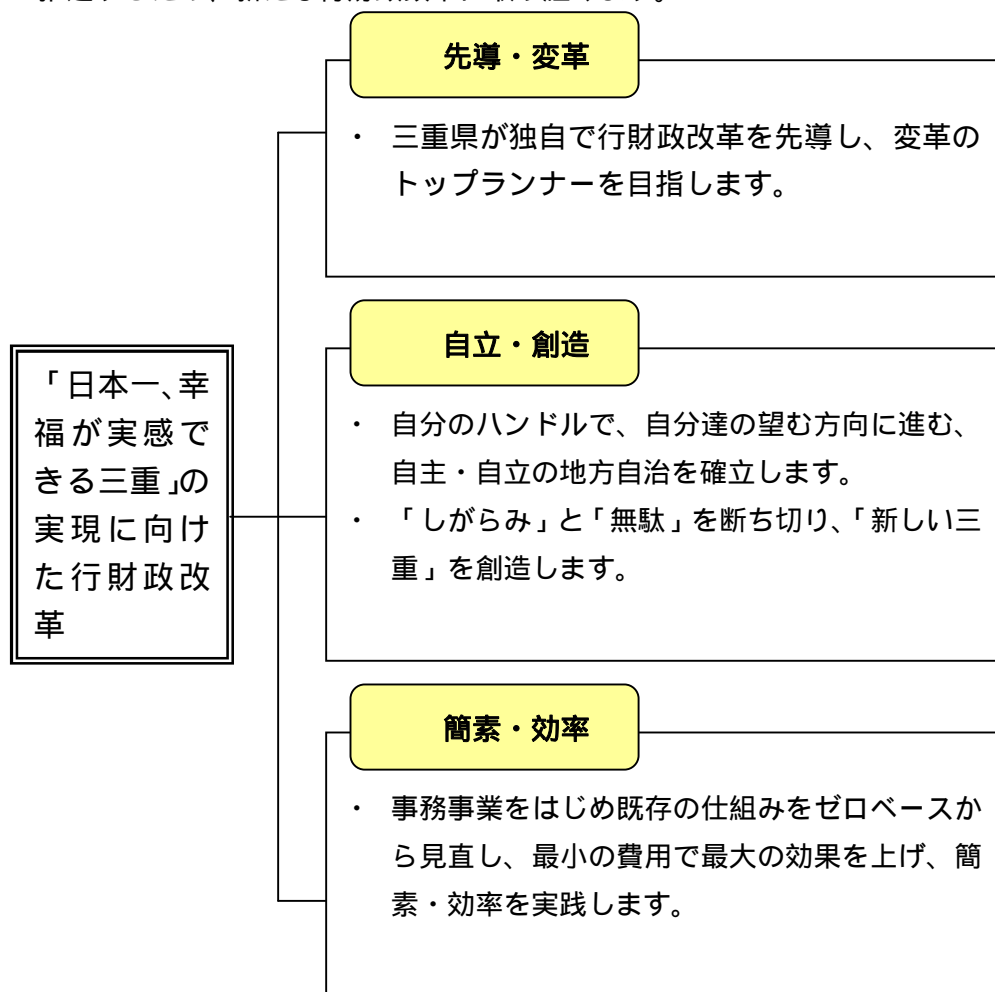 先導・変革
・ 三重県が独自で行財政改革を先導し、変革の
トップランナーを目指します。
自立・創造
・ 自分のハンドルで、自分達の望む方向に進む、
自主・自立の地方自治を確立します。
・ 「しがらみ」と「無駄」を断ち切り、「新しい三
重」を創造します。
「日本一、幸
福が実感で
きる三重」の
実現に向け
た行財政改
革
簡素・効率
・ 事務事業をはじめ既存の仕組みをゼロベースか
ら見直し、最小の費用で最大の効果を上げ、簡
素・効率を実践します。